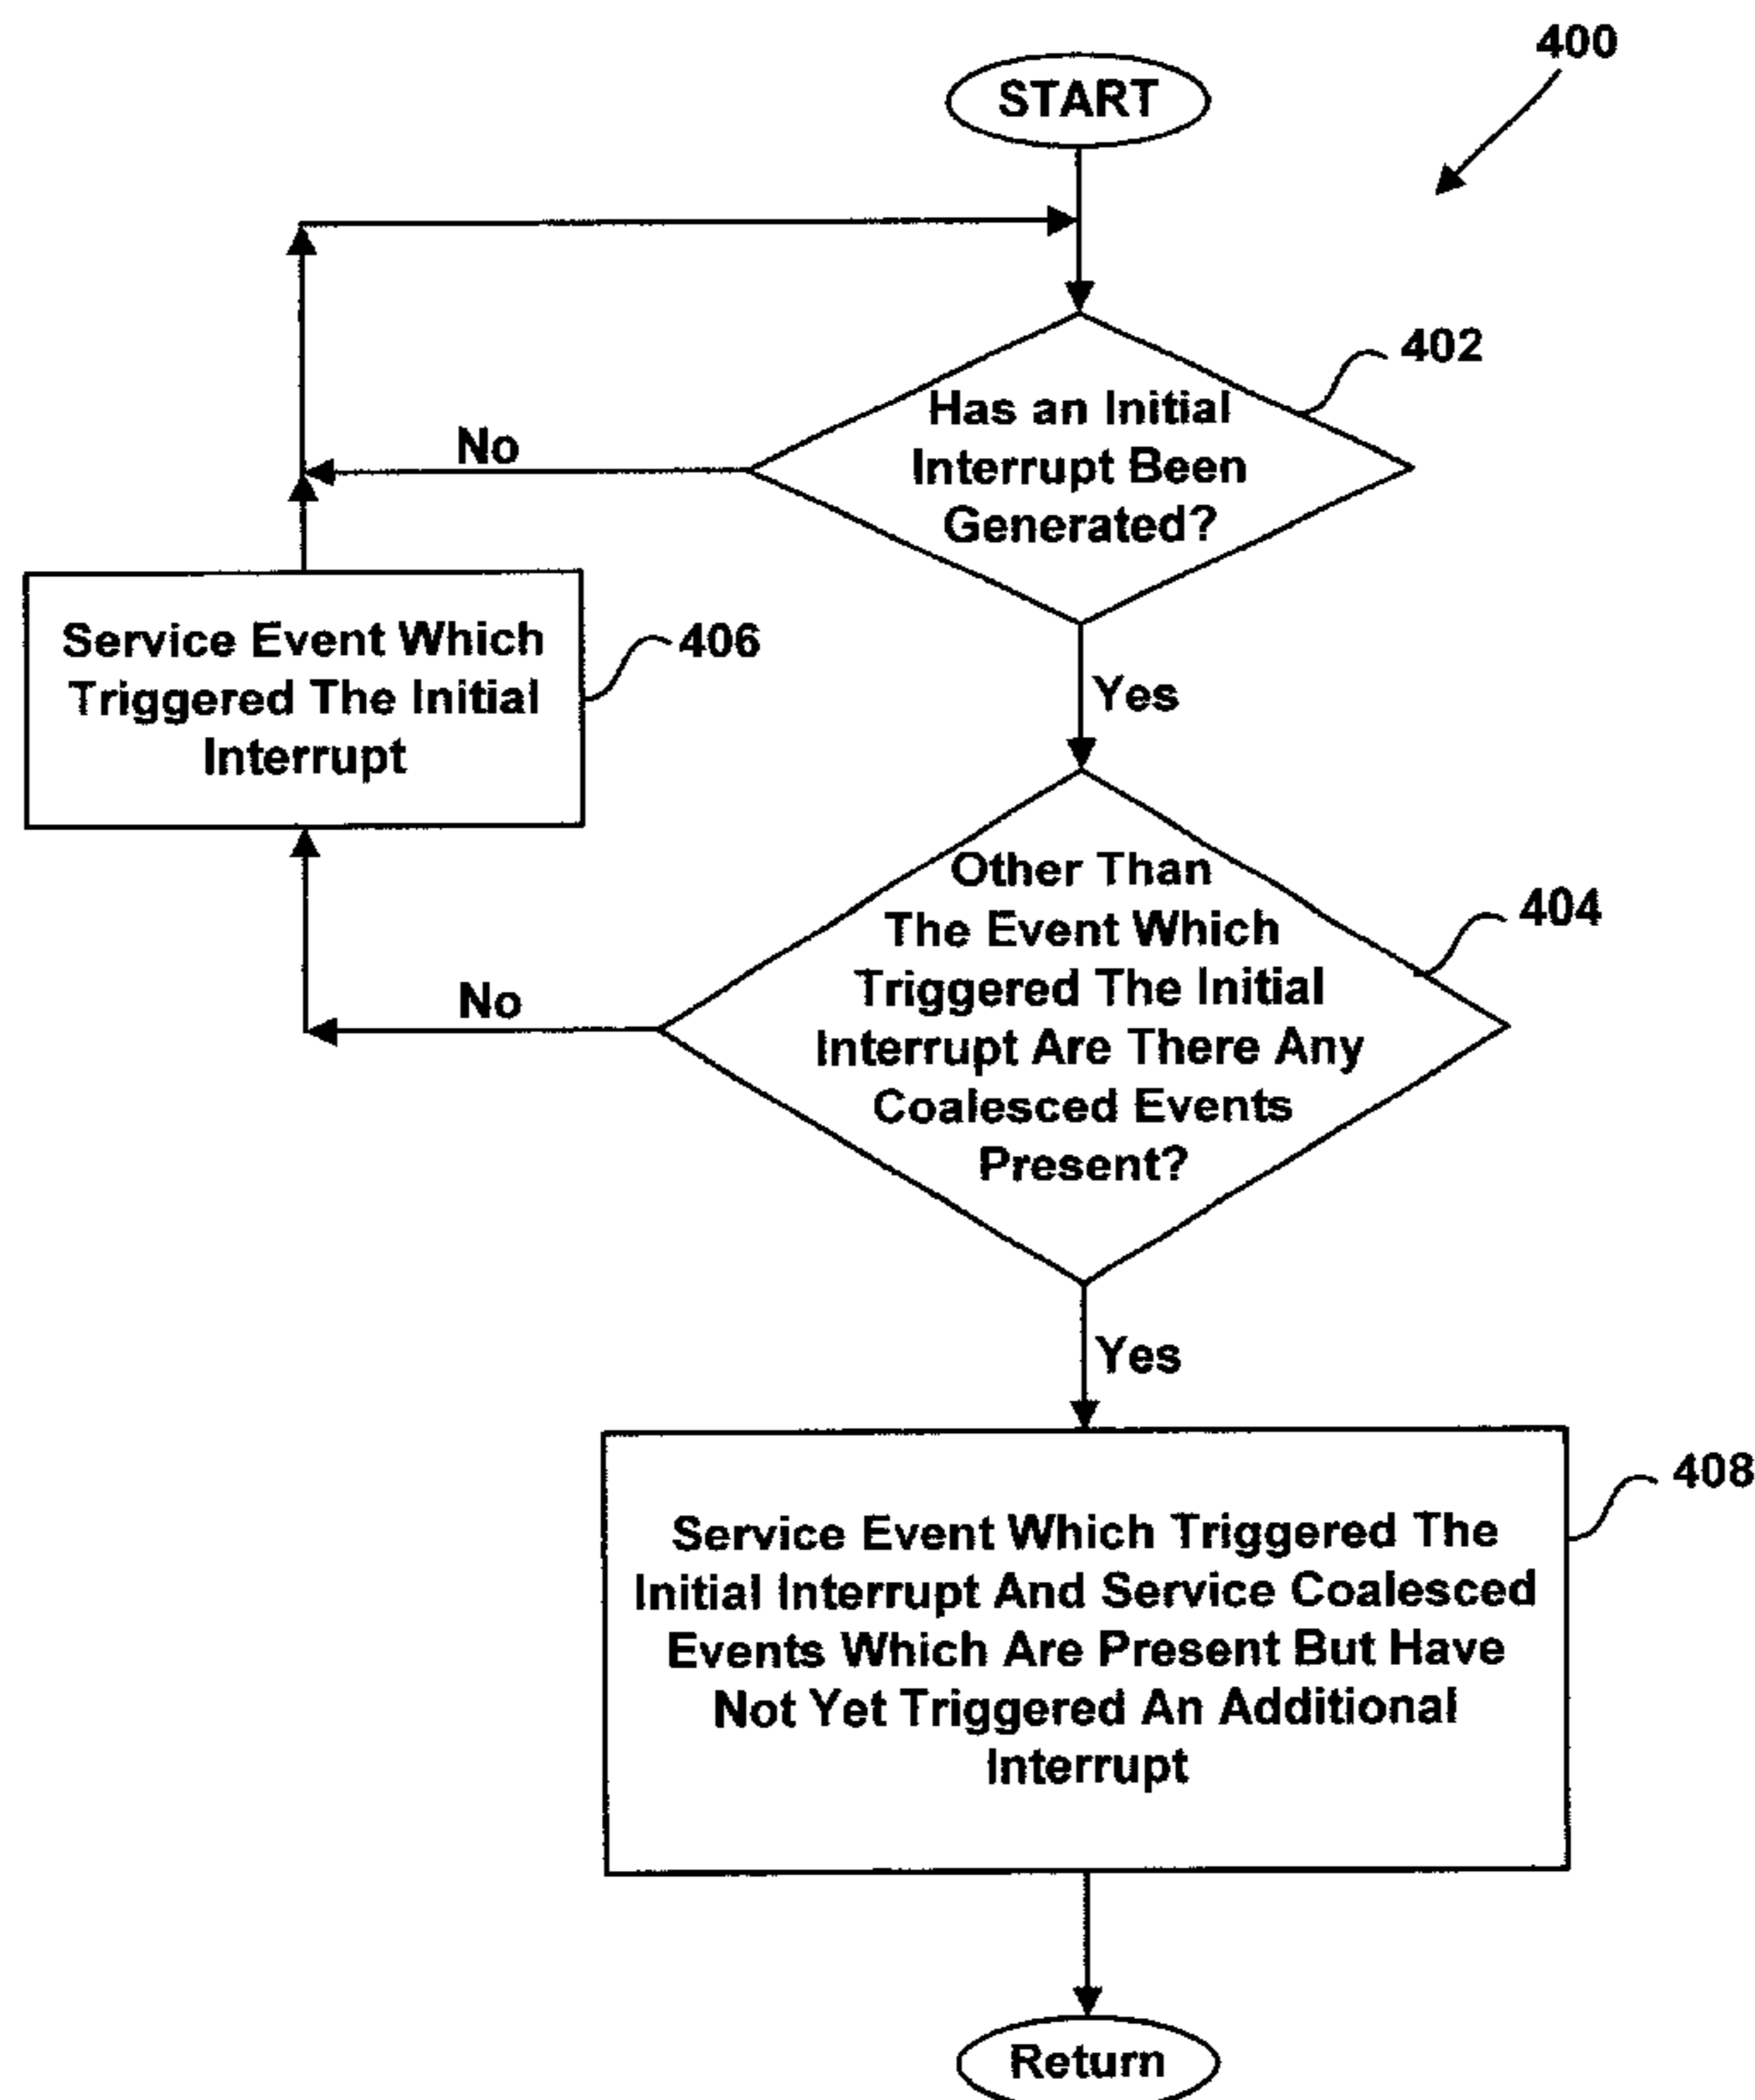 400
START
402
Has an Initial
Interrupt Been
Generated?
No
Yes
Service Event Which
Triggered The Initial
Interrupt
406
Other Than
The Event Which
Triggered The Initial
Interrupt Are There Any
Coalesced Events
Present?
404
No
Yes
408
Service Event Which Triggered The
Initial Interrupt And Service Coalesced
Events Which Are Present But Have
Not Yet Triggered An Additional
Interrupt
Return